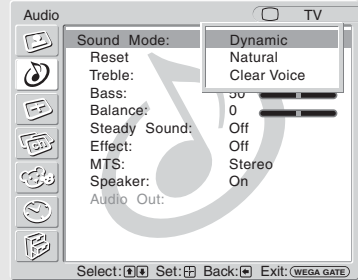 Audio TV
Sound Mode: Dynamic
Reset Natural
Treble: Clear Voice
Bass: 50
Balance: 0
Steady Sound: Off
Effect: Off
MTS: Stereo
Speaker: On
Audio Out:
Select: Set: Back: Exit: WEGA GATE